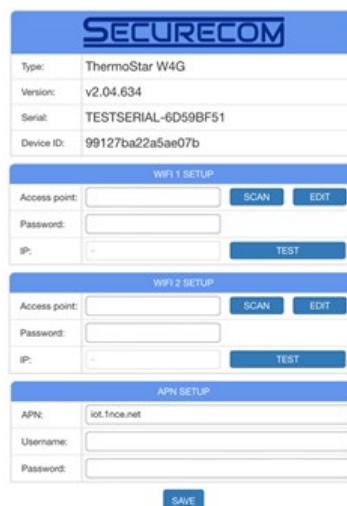 SECURECOM
Type: ThermoStar W4G
Version: v2.04.634
Serial: TESTSERIAL-6D59BF51
Device ID: 99127ba22a5ae07b
WIFI 1 SETUP
Access point: SCAN EDIT
Password:
IP: - TEST
WIFI 2 SETUP
Access point: SCAN EDIT
Password:
IP: - TEST
APN SETUP
APN: iot.1nce.net
Username:
Password:
SAVE